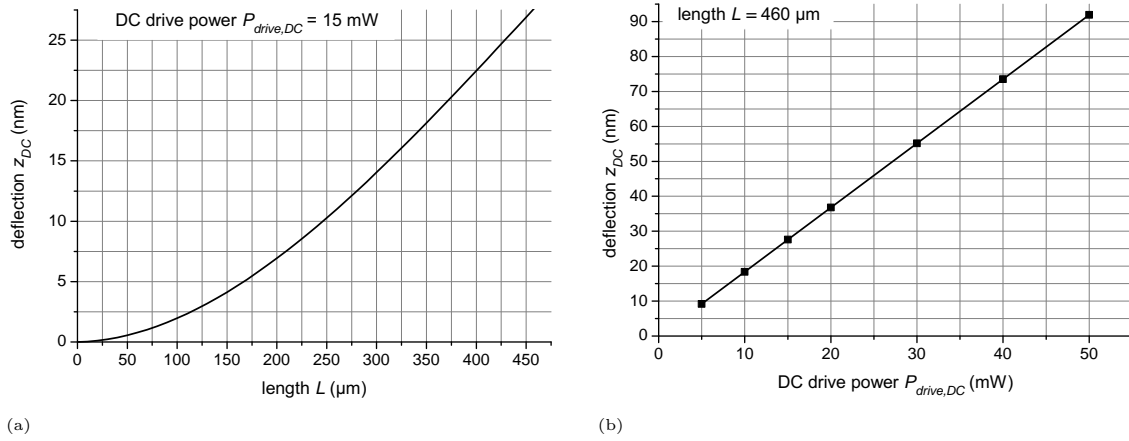 DC drive power P_drive,DC = 15 mW
25
20
15
10
5
0
deflection z_DC (nm)
0 50 100 150 200 250 300 350 400 450
length L (µm)
(a)
length L = 460 µm
90
80
70
60
50
40
30
20
10
0
deflection z_DC (nm)
0 10 20 30 40 50
DC drive power P_drive,DC (mW)
(b)